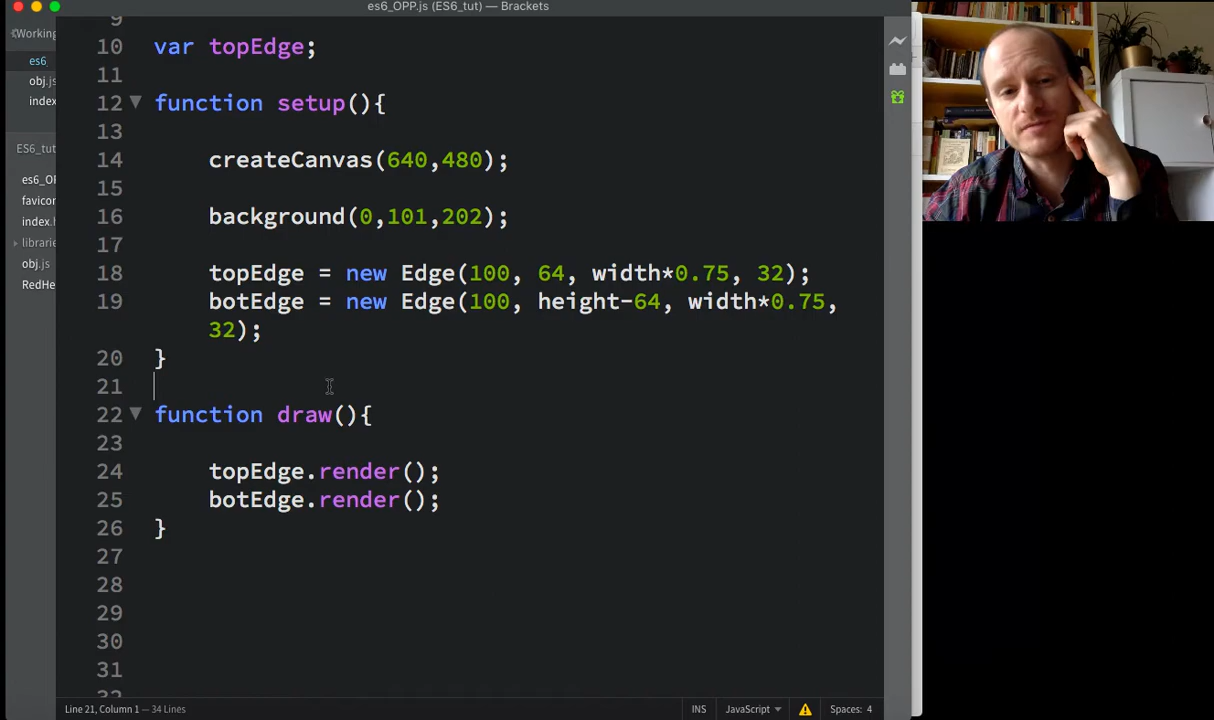 es6_OPP.js (ES6_tut) — Brackets
Working
es6_
obj.js
index
ES6_tut
es6_OP
favicon
index.h
libraries
obj.js
RedHe
9
10 var topEdge;
11
12 function setup(){
13
14 createCanvas(640,480);
15
16 background(0,101,202);
17
18 topEdge = new Edge(100, 64, width*0.75, 32);
19 botEdge = new Edge(100, height-64, width*0.75,
32);
20 }
21
22 function draw(){
23
24 topEdge.render();
25 botEdge.render();
26 }
27
28
29
30
31
32
Line 21, Column 1 — 34 Lines
INS
JavaScript
Spaces: 4